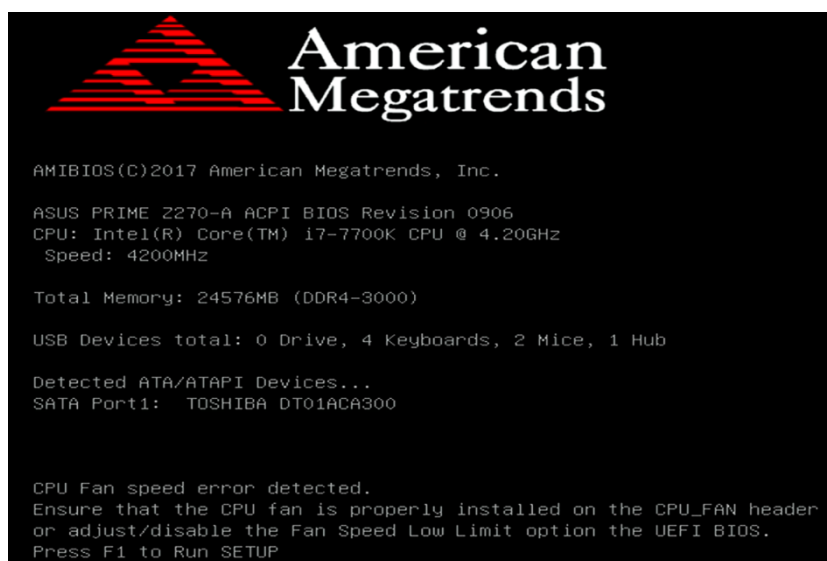 American
Megatrends
AMIBIOS(C)2017 American Megatrends, Inc.
ASUS PRIME Z270-A ACPI BIOS Revision 0906
CPU: Intel(R) Core(TM) i7-7700K CPU @ 4.20GHz
Speed: 4200MHz
Total Memory: 24576MB (DDR4-3000)
USB Devices total: 0 Drive, 4 Keyboards, 2 Mice, 1 Hub
Detected ATA/ATAPI Devices...
SATA Port1: TOSHIBA DT01ACA300
CPU Fan speed error detected.
Ensure that the CPU fan is properly installed on the CPU_FAN header
or adjust/disable the Fan Speed Low Limit option the UEFI BIOS.
Press F1 to Run SETUP